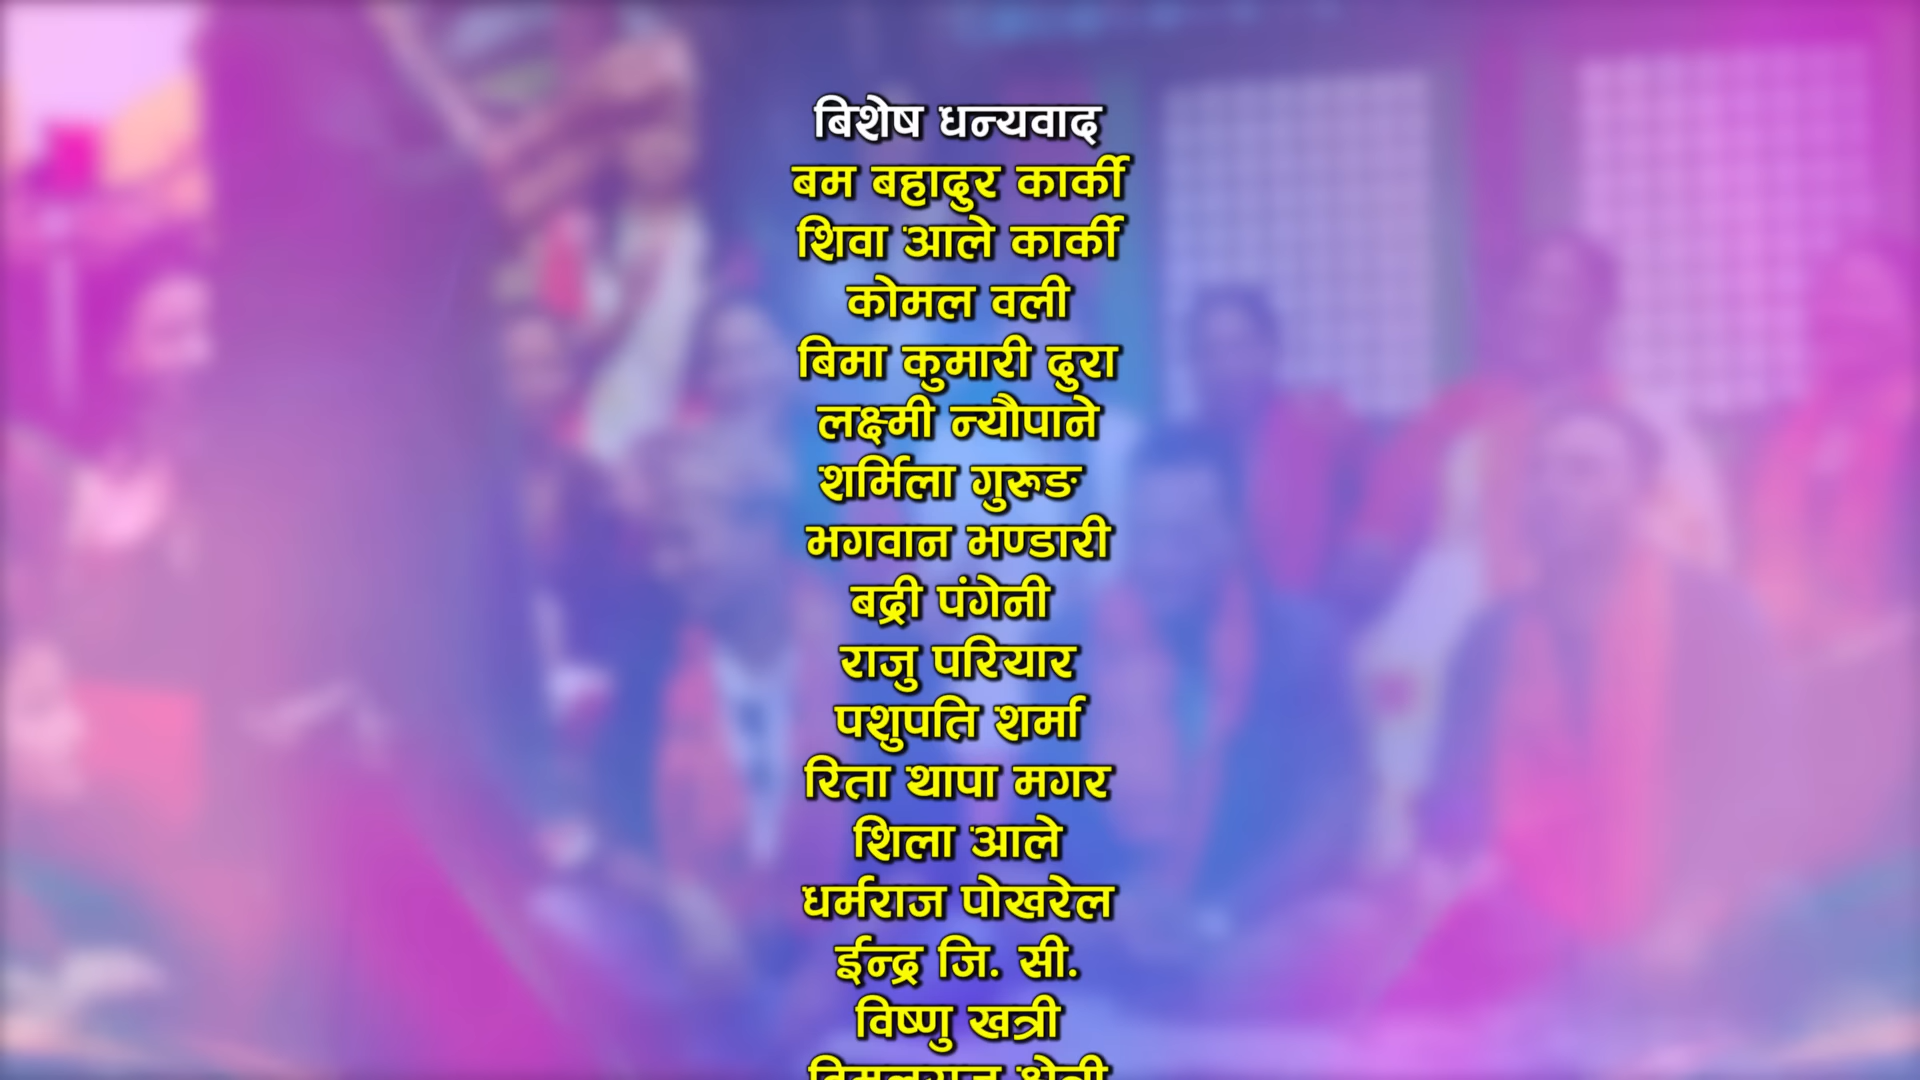 बिशेष धन्यवाद्
बम बहादुर कार्की
शिवा आले कार्की
कोमल वली
बिमा कुमारी दुरा
लक्ष्मी न्यौपाने
शर्मिला गुरूङ
भगवान भण्डारी
बद्री पंगेनी
राजु परियार
पशुपति शर्मा
रिता थापा मगर
शिला आले
धर्मराज पोखरेल
ईन्द्र जि. सी.
विष्णु खत्री